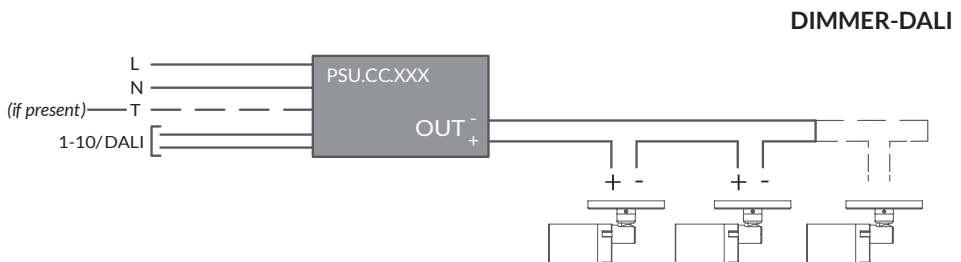 DIMMER-DALI
L
N
(if present) T
1-10/DALI
PSU.CC.XXX
OUT -
+
+ - + -